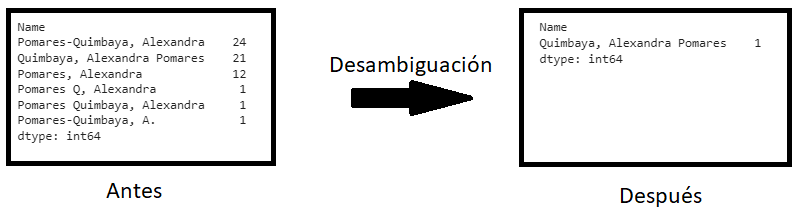 Name
Pomares-Quimbaya, Alexandra 24
Quimbaya, Alexandra Pomares 21
Pomares, Alexandra 12
Pomares Q, Alexandra 1
Pomares Quimbaya, Alexandra 1
Pomares-Quimbaya, A. 1
dtype: int64
Antes
Desambiguación
Name
Quimbaya, Alexandra Pomares 1
dtype: int64
Después